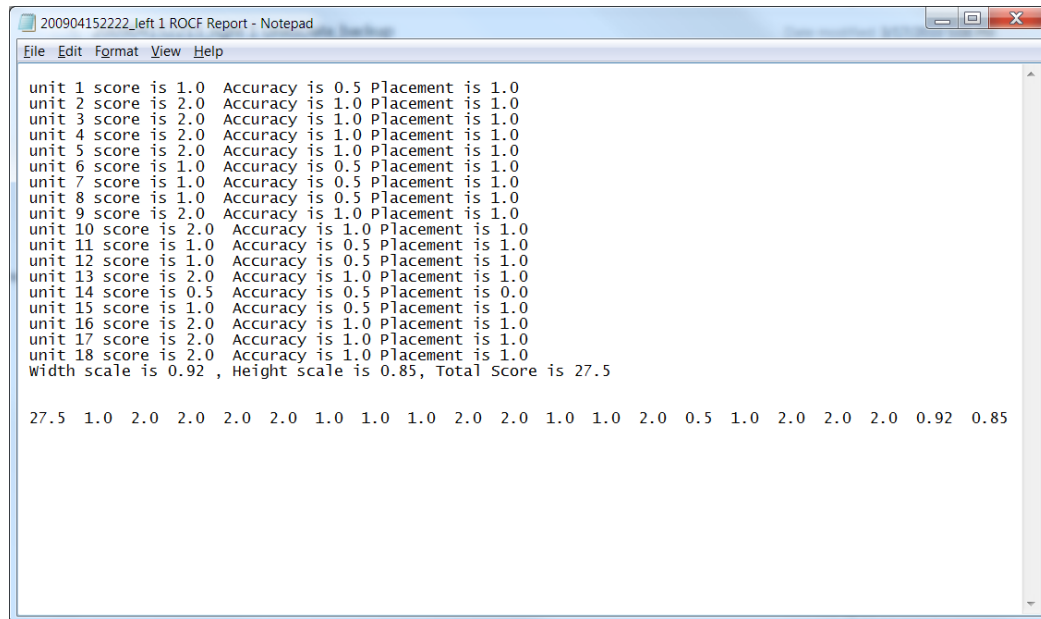 200904152222_left 1 ROCF Report - Notepad
File Edit Format View Help
unit 1 score is 1.0 Accuracy is 0.5 Placement is 1.0
unit 2 score is 2.0 Accuracy is 1.0 Placement is 1.0
unit 3 score is 2.0 Accuracy is 1.0 Placement is 1.0
unit 4 score is 2.0 Accuracy is 1.0 Placement is 1.0
unit 5 score is 2.0 Accuracy is 1.0 Placement is 1.0
unit 6 score is 1.0 Accuracy is 0.5 Placement is 1.0
unit 7 score is 1.0 Accuracy is 0.5 Placement is 1.0
unit 8 score is 1.0 Accuracy is 0.5 Placement is 1.0
unit 9 score is 2.0 Accuracy is 1.0 Placement is 1.0
unit 10 score is 2.0 Accuracy is 1.0 Placement is 1.0
unit 11 score is 1.0 Accuracy is 0.5 Placement is 1.0
unit 12 score is 1.0 Accuracy is 0.5 Placement is 1.0
unit 13 score is 2.0 Accuracy is 1.0 Placement is 1.0
unit 14 score is 0.5 Accuracy is 0.5 Placement is 0.0
unit 15 score is 1.0 Accuracy is 0.5 Placement is 1.0
unit 16 score is 2.0 Accuracy is 1.0 Placement is 1.0
unit 17 score is 2.0 Accuracy is 1.0 Placement is 1.0
unit 18 score is 2.0 Accuracy is 1.0 Placement is 1.0
Width scale is 0.92 , Height scale is 0.85, Total Score is 27.5
27.5 1.0 2.0 2.0 2.0 2.0 1.0 1.0 1.0 2.0 2.0 1.0 1.0 2.0 0.5 1.0 2.0 2.0 2.0 0.92 0.85